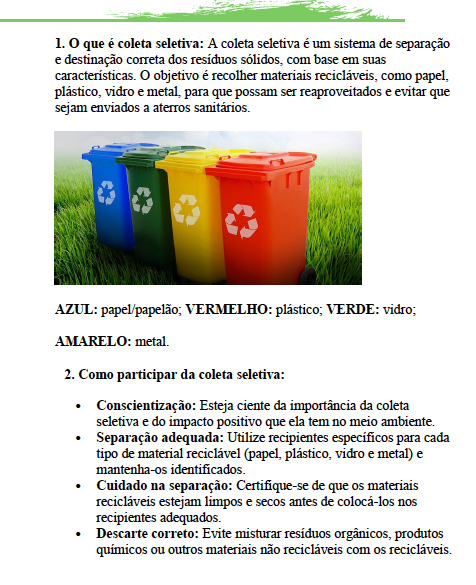 1. O que é coleta seletiva: A coleta seletiva é um sistema de separação
e destinação correta dos resíduos sólidos, com base em suas
características. O objetivo é recolher materiais recicláveis, como papel,
plástico, vidro e metal, para que possam ser reaproveitados e evitar que
sejam enviados a aterros sanitários.
AZUL: papel/papelão; VERMELHO: plástico; VERDE: vidro;
AMARELO: metal.
2. Como participar da coleta seletiva:
• Conscientização: Esteja ciente da importância da coleta
seletiva e do impacto positivo que ela tem no meio ambiente.
• Separação adequada: Utilize recipientes específicos para cada
tipo de material reciclável (papel, plástico, vidro e metal) e
mantenha-os identificados.
• Cuidado na separação: Certifique-se de que os materiais
recicláveis estejam limpos e secos antes de colocá-los nos
recipientes adequados.
• Descarte correto: Evite misturar resíduos orgânicos, produtos
químicos ou outros materiais não recicláveis com os recicláveis.